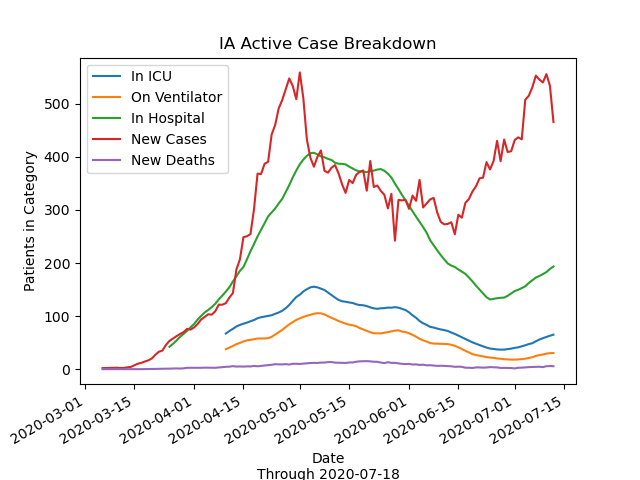 IA Active Case Breakdown
In ICU
On Ventilator
In Hospital
New Cases
New Deaths
Patients in Category
500
400
300
200
100
0
2020-03-01
2020-03-15
2020-04-01
2020-04-15
2020-05-01
2020-05-15
2020-06-01
2020-06-15
2020-07-01
2020-07-15
Date
Through 2020-07-18